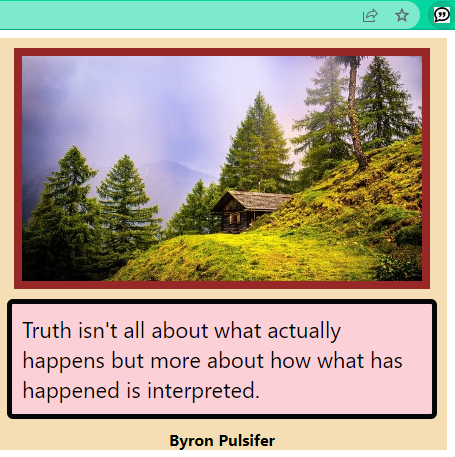 Truth isn't all about what actually
happens but more about how what has
happened is interpreted.
Byron Pulsifer